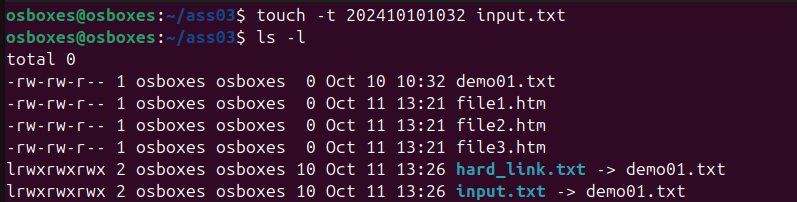 osboxes@osboxes:~/ass03$ touch -t 202410101032 input.txt
osboxes@osboxes:~/ass03$ ls -l
total 0
-rw-rw-r-- 1 osboxes osboxes  0 Oct 10 10:32 demo01.txt
-rw-rw-r-- 1 osboxes osboxes  0 Oct 11 13:21 file1.htm
-rw-rw-r-- 1 osboxes osboxes  0 Oct 11 13:21 file2.htm
-rw-rw-r-- 1 osboxes osboxes  0 Oct 11 13:21 file3.htm
lrwxrwxrwx 2 osboxes osboxes 10 Oct 11 13:26 hard_link.txt -> demo01.txt
lrwxrwxrwx 2 osboxes osboxes 10 Oct 11 13:26 input.txt -> demo01.txt